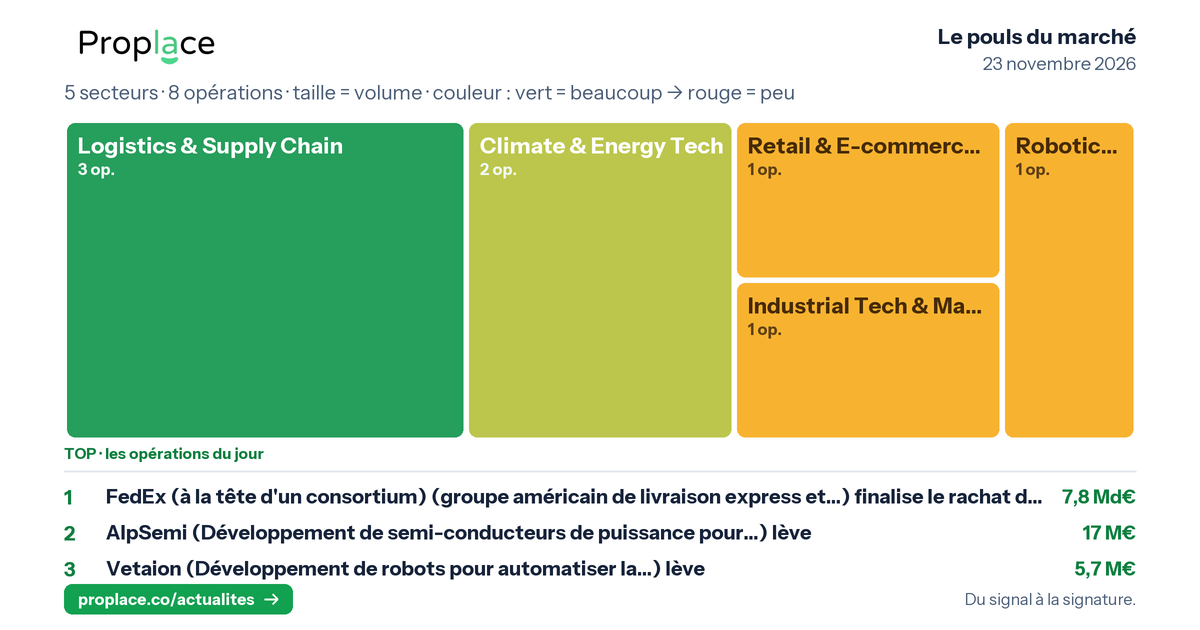 Proplace
Le pouls du marché
23 novembre 2026
5 secteurs · 8 opérations · taille = volume · couleur : vert = beaucoup → rouge = peu
Logistics & Supply Chain
3 op.
Climate & Energy Tech
2 op.
Retail & E-commerc...
1 op.
Robotic...
1 op.
Industrial Tech & Ma...
1 op.
TOP · les opérations du jour
1 FedEx (à la tête d'un consortium) (groupe américain de livraison express et...) finalise le rachat d... 7,8 Md€
2 AlpSemi (Développement de semi-conducteurs de puissance pour...) lève 17 M€
3 Vetaion (Développement de robots pour automatiser la...) lève 5,7 M€
proplace.co/actualites →
Du signal à la signature.